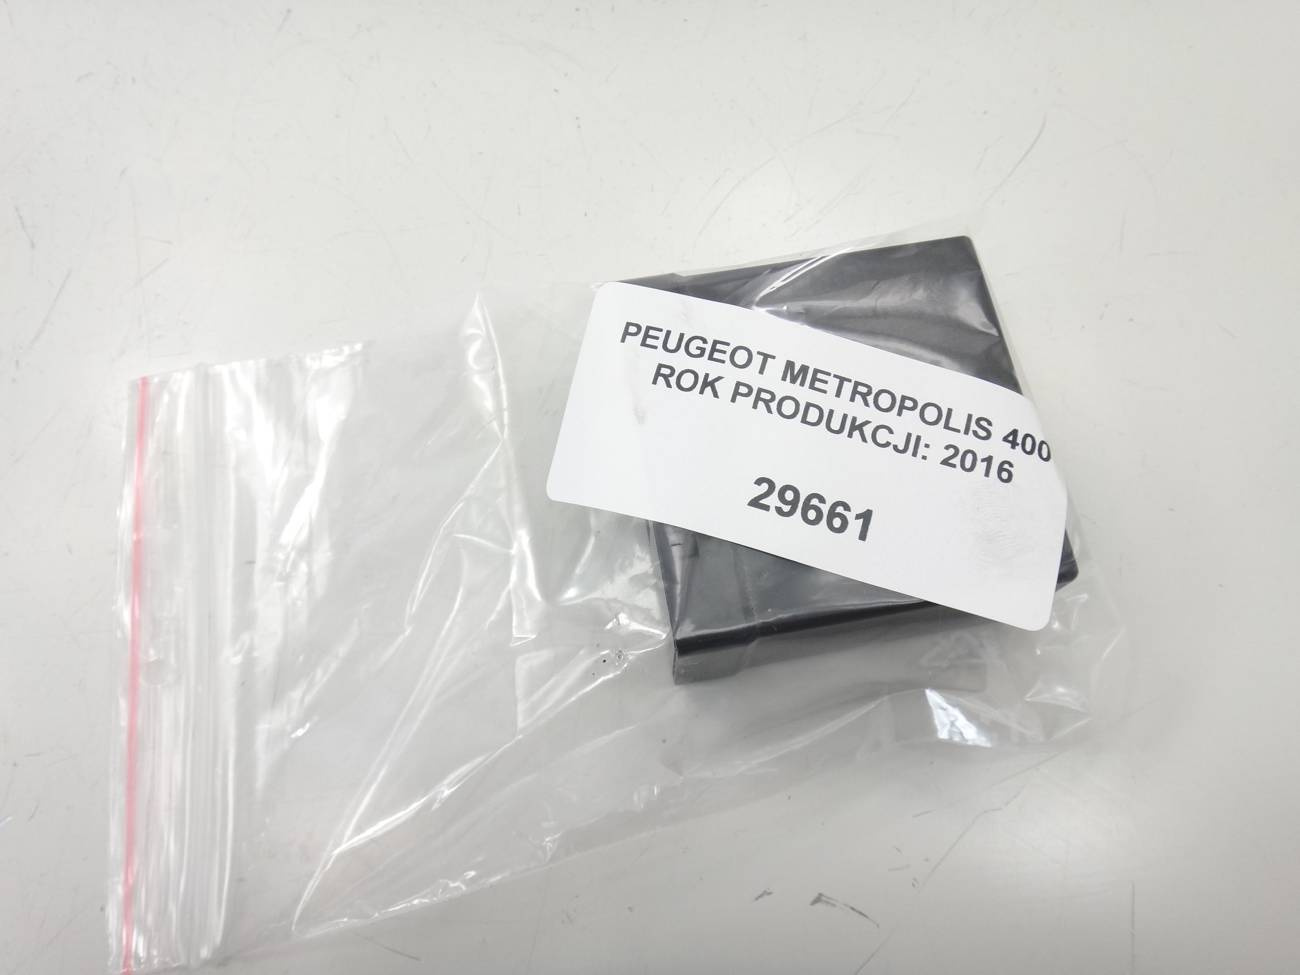 PEUGEOT METROPOLIS 400
ROK PRODUKCJI: 2016
29661